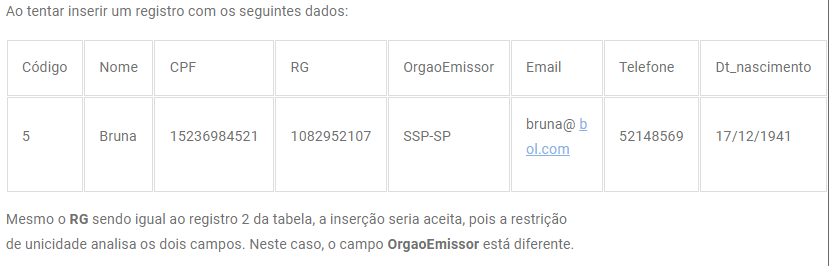 Ao tentar inserir um registro com os seguintes dados:
Código Nome CPF RG OrgaoEmissor Email Telefone Dt_nascimento
5 Bruna 15236984521 1082952107 SSP-SP bruna@ b 52148569 17/12/1941
ol.com
Mesmo o RG sendo igual ao registro 2 da tabela, a inserção seria aceita, pois a restrição
de unicidade analisa os dois campos. Neste caso, o campo OrgaoEmissor está diferente.